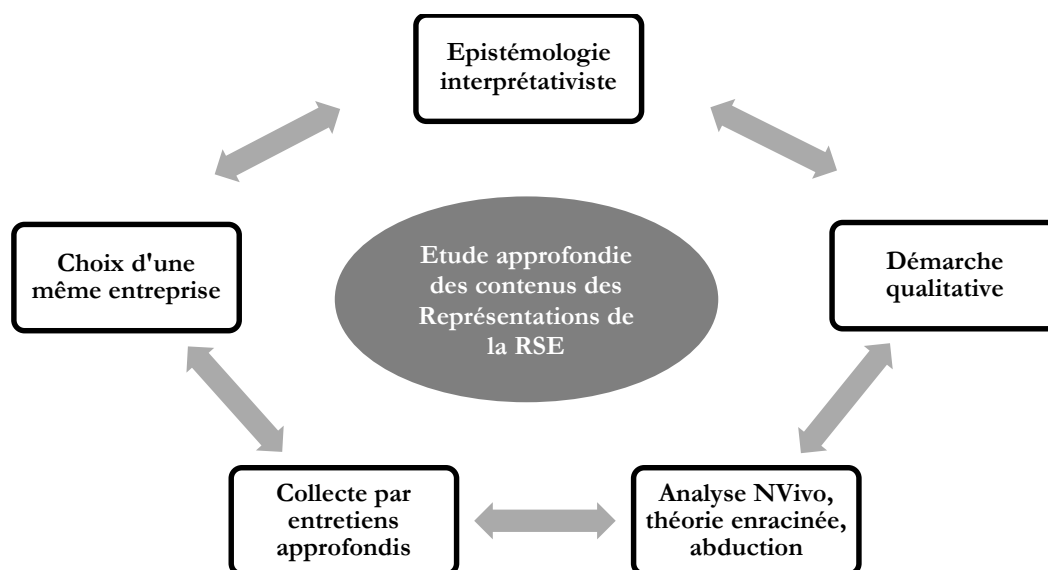 Epistémologie
interprétativiste
Choix d'une
même entreprise
Etude approfondie
des contenus des
Représentations de
la RSE
Démarche
qualitative
Collecte par
entretiens
approfondis
Analyse NVivo,
théorie enracinée,
abduction